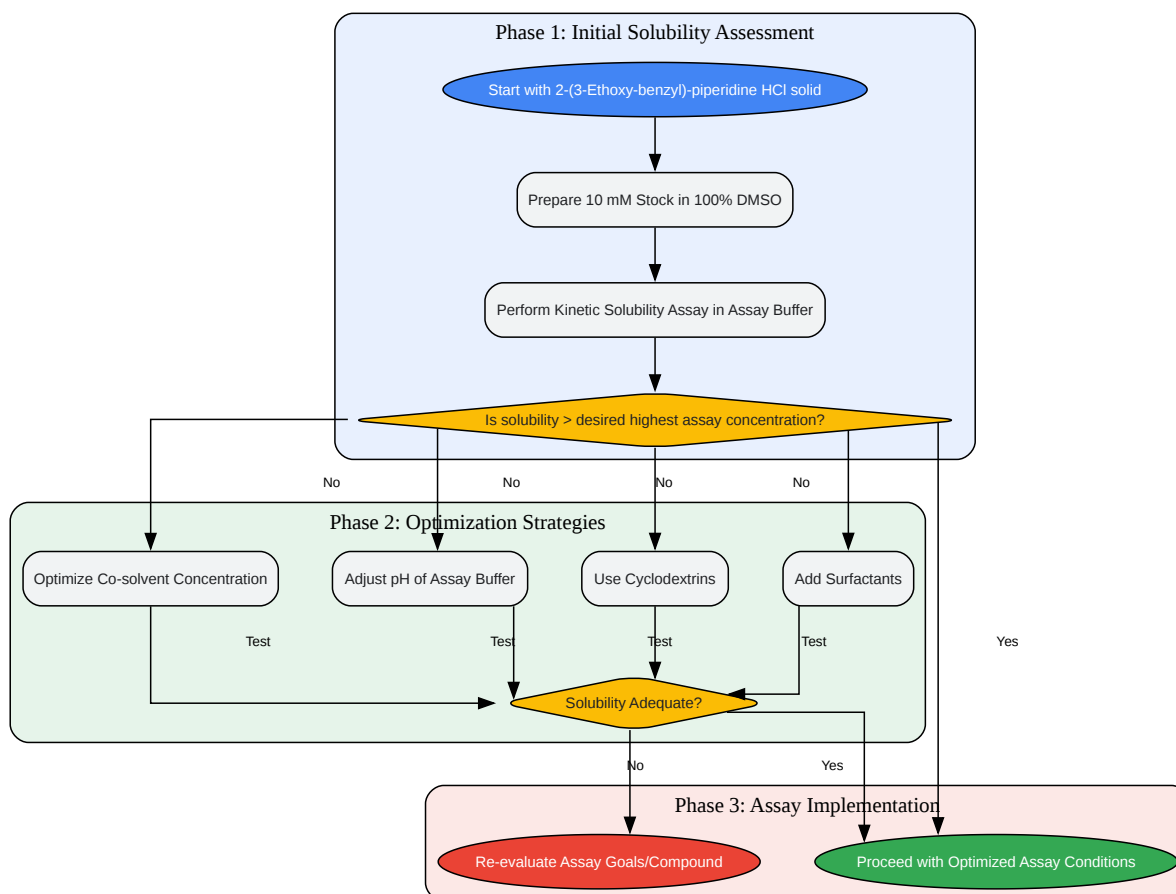 Phase 1: Initial Solubility Assessment
Start with 2-(3-Ethoxy-benzyl)-piperidine HCl solid
Prepare 10 mM Stock in 100% DMSO
Perform Kinetic Solubility Assay in Assay Buffer
Is solubility > desired highest assay concentration?
No
No
No
No
Phase 2: Optimization Strategies
Optimize Co-solvent Concentration
Adjust pH of Assay Buffer
Use Cyclodextrins
Add Surfactants
Test
Test
Test
Test
Yes
Solubility Adequate?
No
Yes
Phase 3: Assay Implementation
Re-evaluate Assay Goals/Compound
Proceed with Optimized Assay Conditions